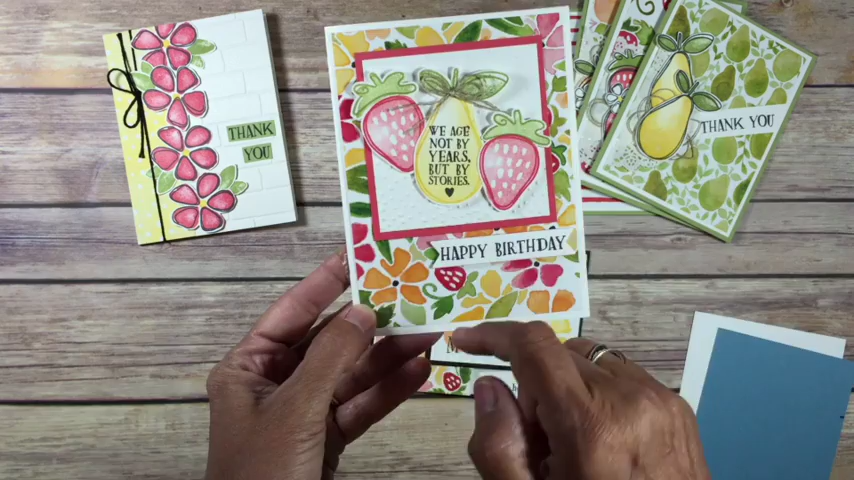 THANK
YOU
WE AGE
NOT BY
YEARS,
BUT BY
STORIES.
HAPPY BIRTHDAY
THANK YOU